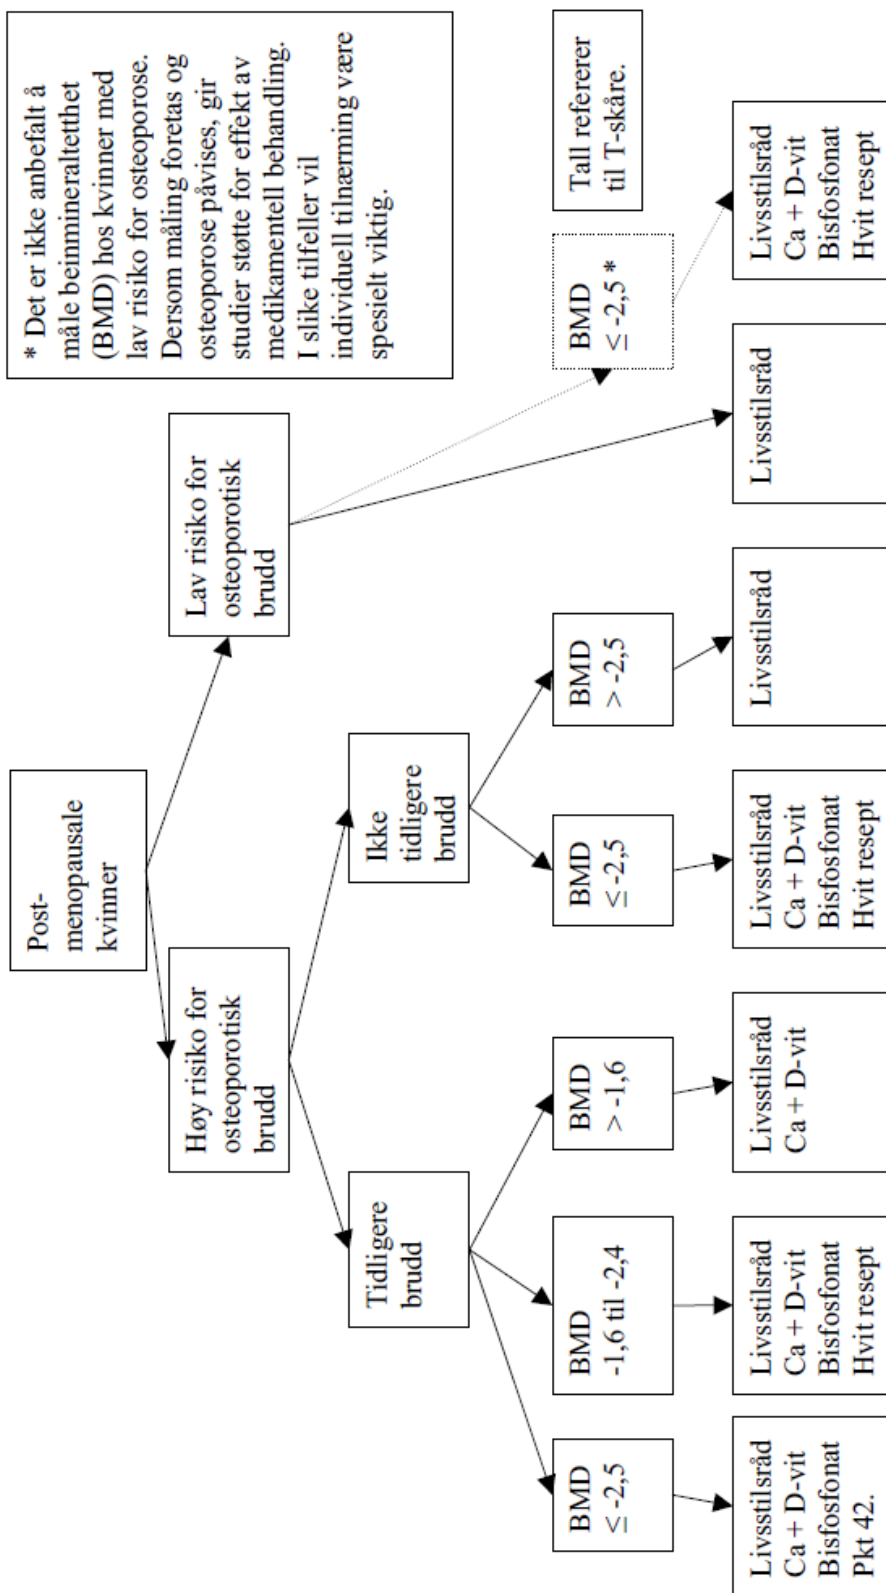 Post-
menopausale
kvinner
* Det er ikke anbefalt å
måle beinmineraltetthet
(BMD) hos kvinner med
lav risiko for osteoporose.
Dersom måling foretas og
osteoporose påvises, gir
studier støtte for effekt av
medikamentell behandling.
I slike tilfeller vil
individuell tilnærming være
spesielt viktig.
Høy risiko for
osteoporotisk
brudd
Lav risiko for
osteoporotisk
brudd
Tidligere
brudd
Ikke
tidligere
brudd
BMD
≤ -2,5
BMD
-1,6 til -2,4
BMD
> -1,6
BMD
≤ -2,5
BMD
> -2,5
BMD
≤ -2,5 *
Tall refererer
til T-skåre.
Livsstilsråd
Ca + D-vit
Bisfosfonat
Pkt 42.
Livsstilsråd
Ca + D-vit
Bisfosfonat
Hvit resept
Livsstilsråd
Ca + D-vit
Livsstilsråd
Ca + D-vit
Bisfosfonat
Hvit resept
Livsstilsråd
Livsstilsråd
Livsstilsråd
Ca + D-vit
Bisfosfonat
Hvit resept